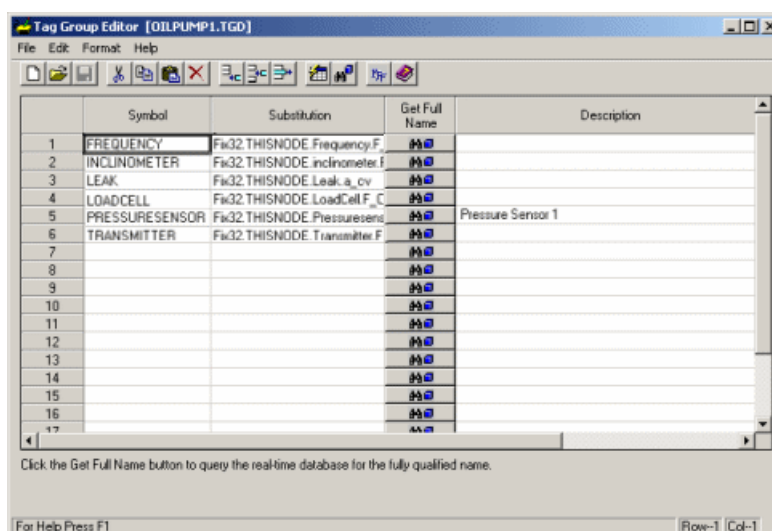 Tag Group Editor [OILPUMP1.TGD]
File Edit Format Help
Symbol Substitution Get Full Name Description
1 FREQUENCY Fix32.THISNODE.Frequency.F_
2 INCLINOMETER Fix32.THISNODE.inclinometer.F
3 LEAK Fix32.THISNODE.Leak.a_cv
4 LOADCELL Fix32.THISNODE.LoadCell.F_C
5 PRESSURESENSOR Fix32.THISNODE.Pressuresens Pressure Sensor 1
6 TRANSMITTER Fix32.THISNODE.Transmitter.F
7
8
9
10
11
12
13
14
15
16
17
Click the Get Full Name button to query the real-time database for the fully qualified name.
For Help Press F1 Row--1 Col--1